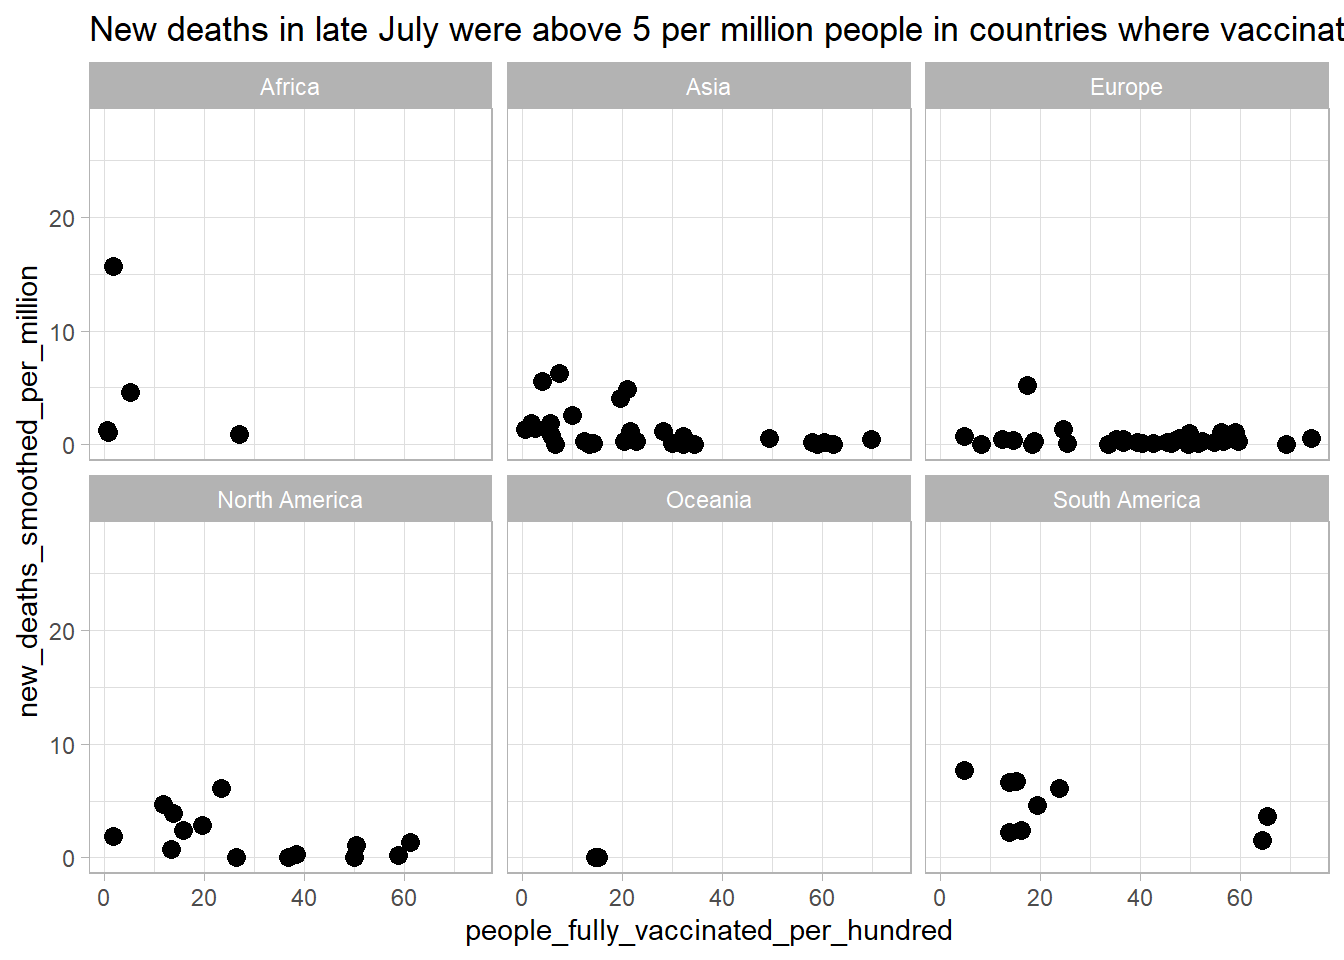 New deaths in late July were above 5 per million people in countries where vaccinat
Africa Asia Europe
20
10
0
North America Oceania South America
20
10
0
0 20 40 60 0 20 40 60 0 20 40 60
people_fully_vaccinated_per_hundred
new_deaths_smoothed_per_million